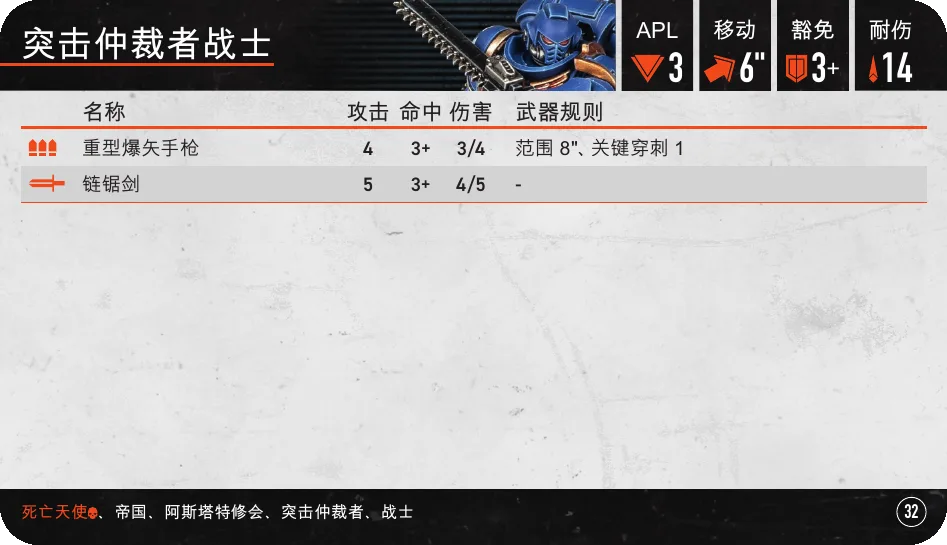 突击仲裁者战士
APL 移动 豁免 耐伤
3 6" 3+ 14
名称 攻击 命中 伤害 武器规则
重型爆矢手枪 4 3+ 3/4 范围 8"、关键穿刺 1
链锯剑 5 3+ 4/5 -
死亡天使、帝国、阿斯塔特修会、突击仲裁者、战士
32